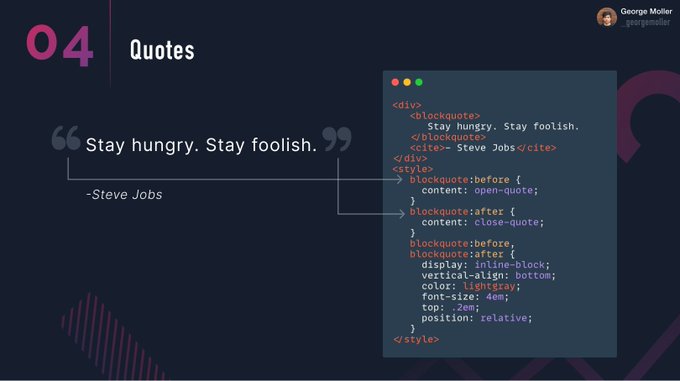 George Moller
_georgemoller
04
Quotes
“ Stay hungry. Stay foolish. ”
-Steve Jobs
<div>
<blockquote>
Stay hungry. Stay foolish.
</blockquote>
<cite>- Steve Jobs</cite>
</div>
<style>
blockquote:before {
content: open-quote;
}
blockquote:after {
content: close-quote;
}
blockquote:before,
blockquote:after {
display: inline-block;
vertical-align: bottom;
color: lightgray;
font-size: 4em;
top: .2em;
position: relative;
}
</style>